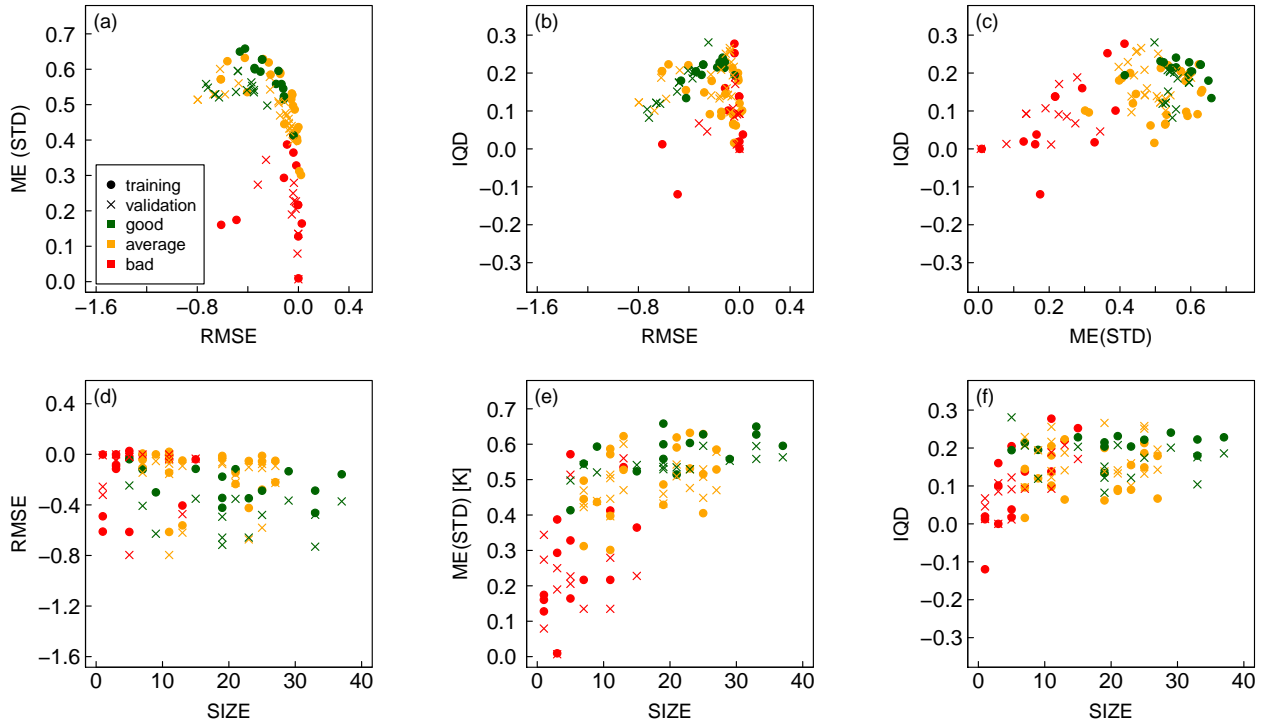 (a)
ME (STD)
0.7
0.6
0.5
0.4
0.3
0.2
0.1
0.0
training
validation
good
average
bad
−1.6 −0.8 0.0 0.4
RMSE
(b)
IQD
0.3
0.2
0.1
0.0
−0.1
−0.2
−0.3
−1.6 −0.8 0.0 0.4
RMSE
(c)
IQD
0.3
0.2
0.1
0.0
−0.1
−0.2
−0.3
0.0 0.2 0.4 0.6
ME(STD)
(d)
RMSE
0.4
0.0
−0.4
−0.8
−1.2
−1.6
0 10 20 30 40
SIZE
(e)
ME(STD) [K]
0.7
0.6
0.5
0.4
0.3
0.2
0.1
0.0
0 10 20 30 40
SIZE
(f)
IQD
0.3
0.2
0.1
0.0
−0.1
−0.2
−0.3
0 10 20 30 40
SIZE